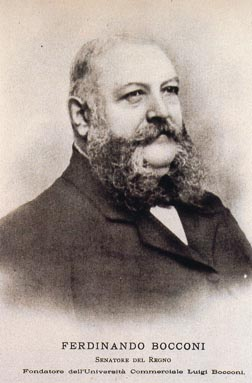 FERDINANDO BOCCONI
SENATORE DEL REGNO
Fondatore dell'Università Commerciale Luigi Bocconi.